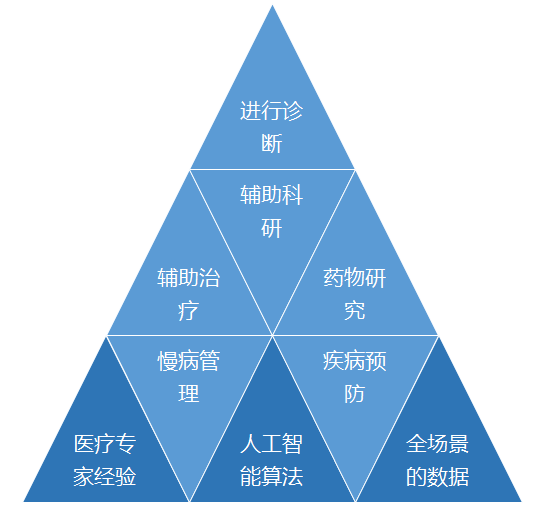 进行诊
断
辅助科
研
辅助治
疗
药物研
究
慢病管
理
疾病预
防
医疗专
家经验
人工智
能算法
全场景
的数据